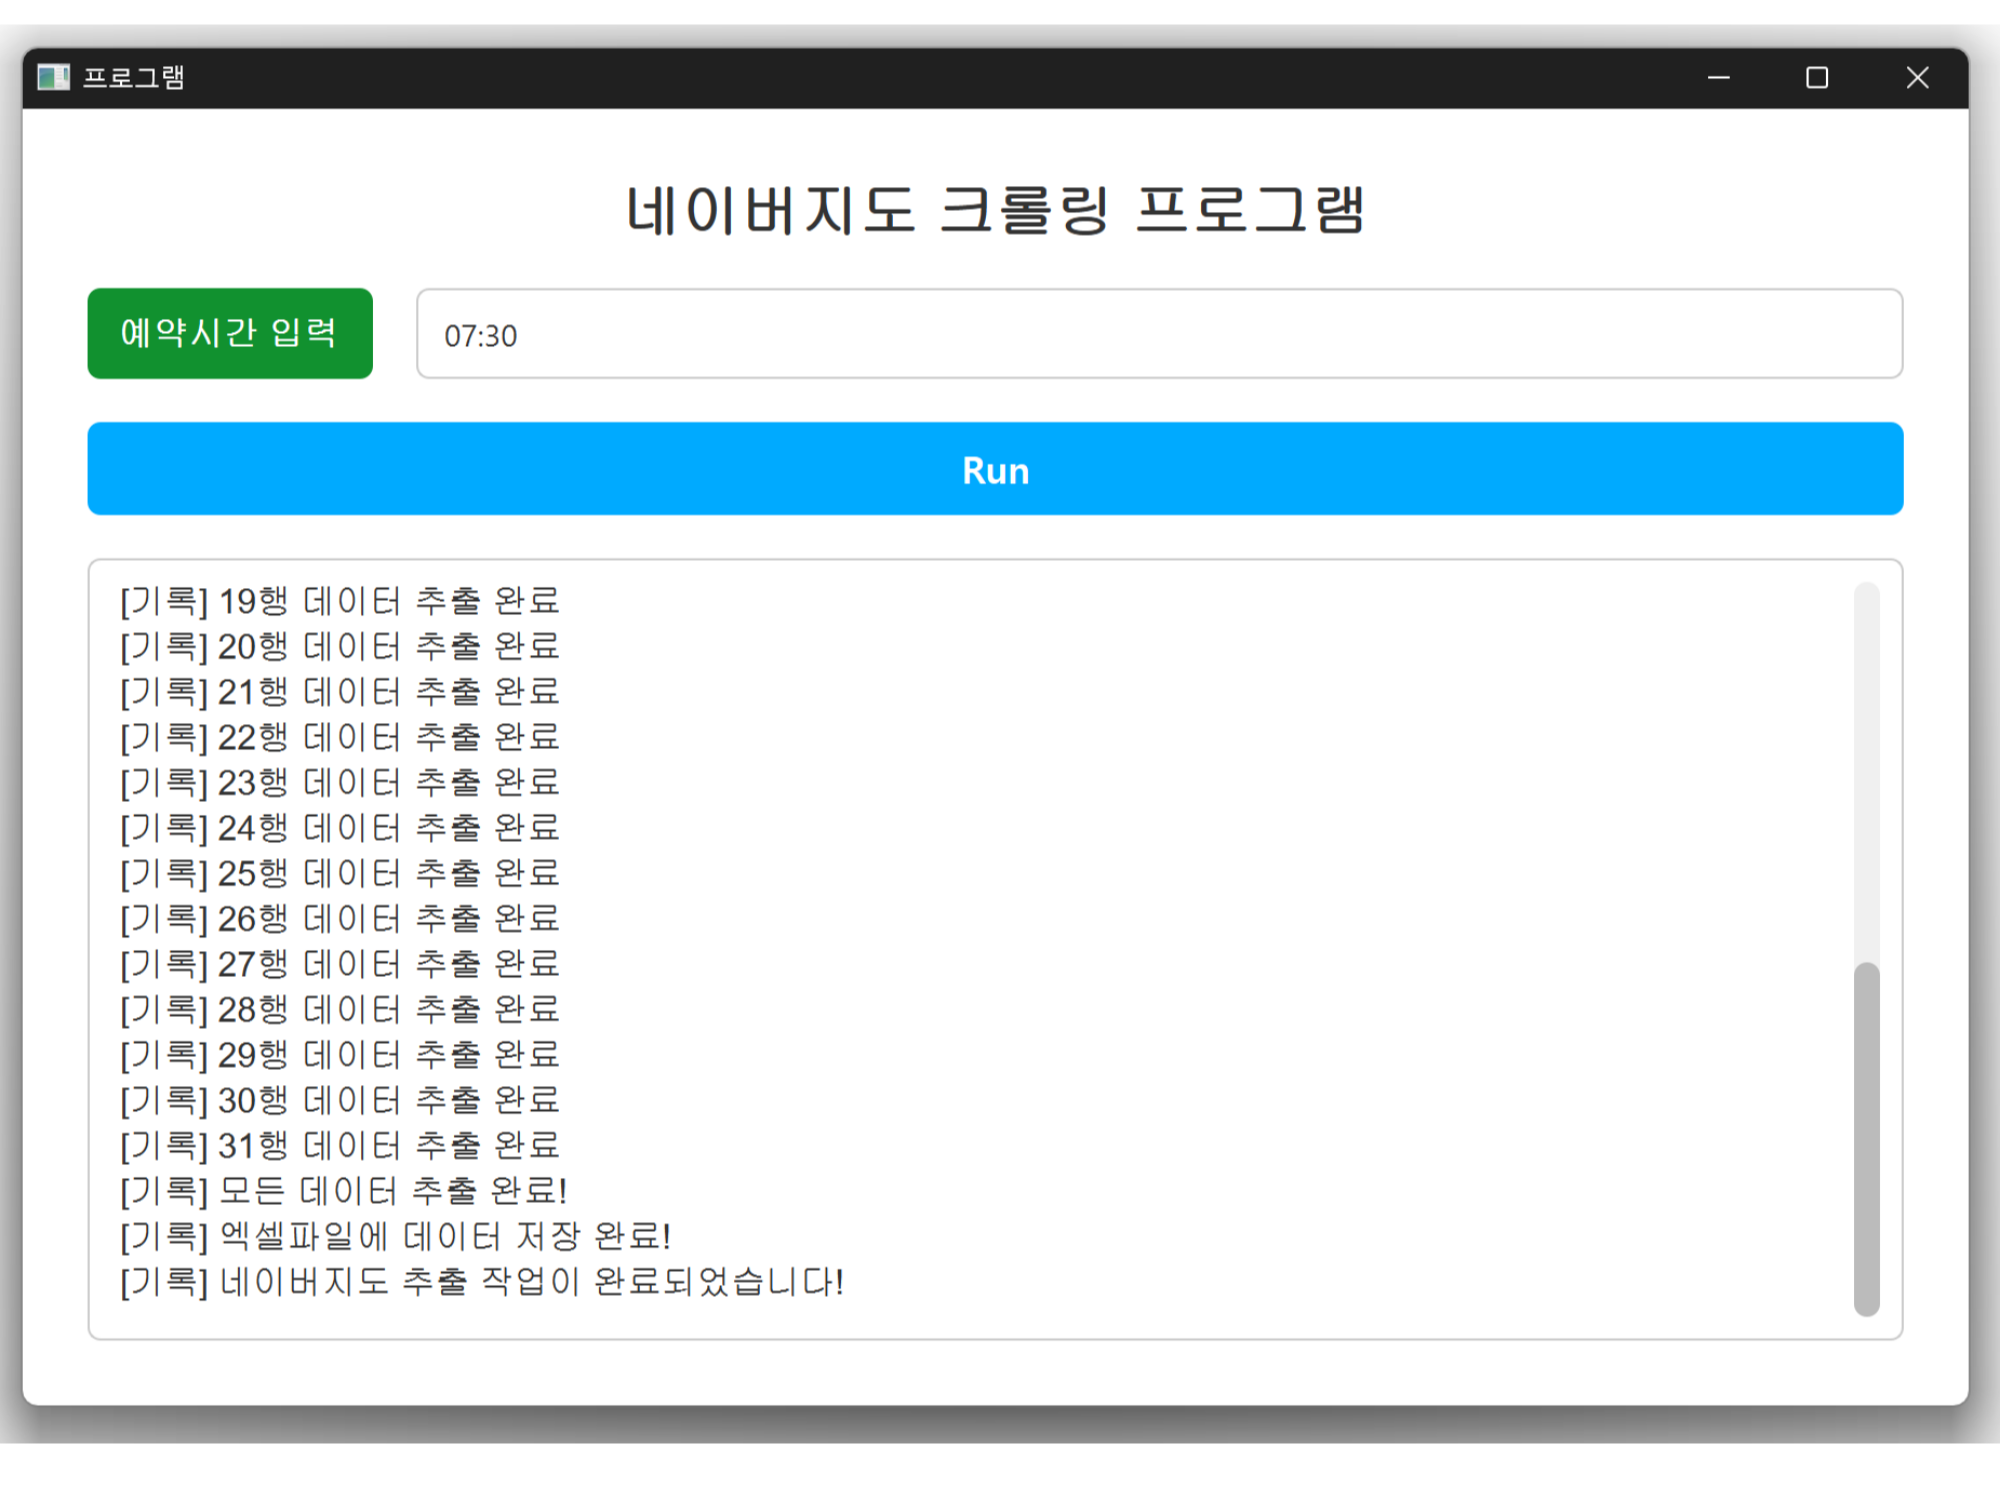 프로그램
네이버지도 크롤링 프로그램
예약시간 입력
07:30
Run
[기록] 19행 데이터 추출 완료
[기록] 20행 데이터 추출 완료
[기록] 21행 데이터 추출 완료
[기록] 22행 데이터 추출 완료
[기록] 23행 데이터 추출 완료
[기록] 24행 데이터 추출 완료
[기록] 25행 데이터 추출 완료
[기록] 26행 데이터 추출 완료
[기록] 27행 데이터 추출 완료
[기록] 28행 데이터 추출 완료
[기록] 29행 데이터 추출 완료
[기록] 30행 데이터 추출 완료
[기록] 31행 데이터 추출 완료
[기록] 모든 데이터 추출 완료!
[기록] 엑셀파일에 데이터 저장 완료!
[기록] 네이버지도 추출 작업이 완료되었습니다!